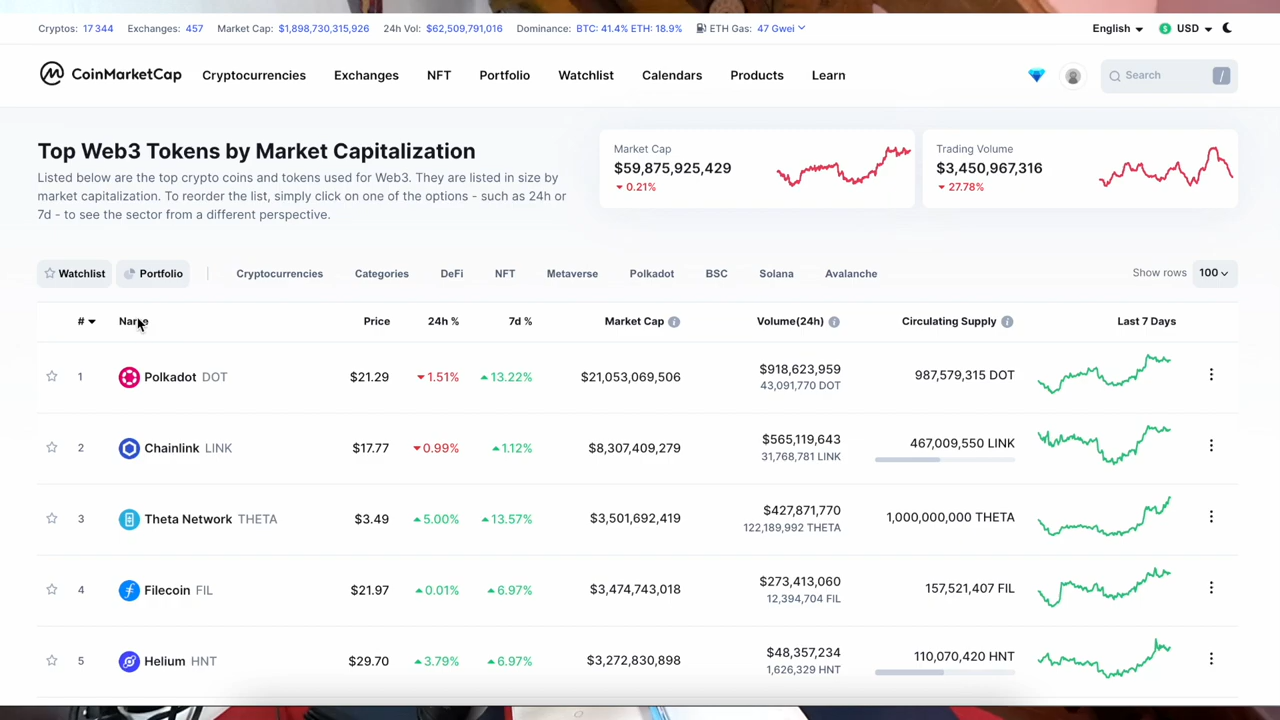 Cryptos: 17 344 Exchanges: 457 Market Cap: $1,898,730,315,926 24h Vol: $62,509,791,016 Dominance: BTC: 41.4% ETH: 18.9% ETH Gas: 47 Gwei English USD
CoinMarketCap Cryptocurrencies Exchanges NFT Portfolio Watchlist Calendars Products Learn Search /
Top Web3 Tokens by Market Capitalization
Listed below are the top crypto coins and tokens used for Web3. They are listed in size by
market capitalization. To reorder the list, simply click on one of the options - such as 24h or
7d - to see the sector from a different perspective.
Market Cap
$59,875,925,429
0.21%
Trading Volume
$3,450,967,316
27.78%
Watchlist Portfolio Cryptocurrencies Categories DeFi NFT Metaverse Polkadot BSC Solana Avalanche Show rows 100
# Name Price 24h % 7d % Market Cap Volume(24h) Circulating Supply Last 7 Days
1 Polkadot DOT $21.29 1.51% 13.22% $21,053,069,506 $918,623,959 987,579,315 DOT
43,091,770 DOT
2 Chainlink LINK $17.77 0.99% 1.12% $8,307,409,279 $565,119,643 467,009,550 LINK
31,768,781 LINK
3 Theta Network THETA $3.49 5.00% 13.57% $3,501,692,419 $427,871,770 1,000,000,000 THETA
122,189,992 THETA
4 Filecoin FIL $21.97 0.01% 6.97% $3,474,743,018 $273,413,060 157,521,407 FIL
12,394,704 FIL
5 Helium HNT $29.70 3.79% 6.97% $3,272,830,898 $48,357,234 110,070,420 HNT
1,626,329 HNT